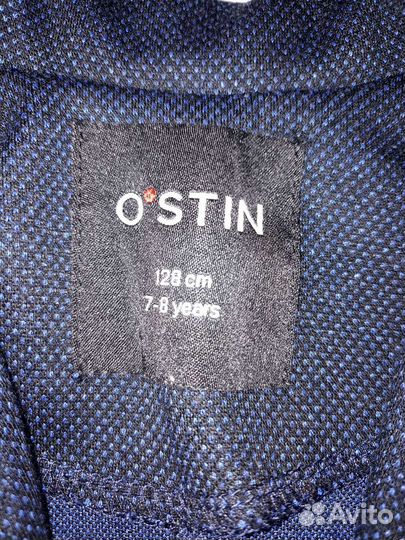 O'STIN
128 cm
7-8 years
Avito